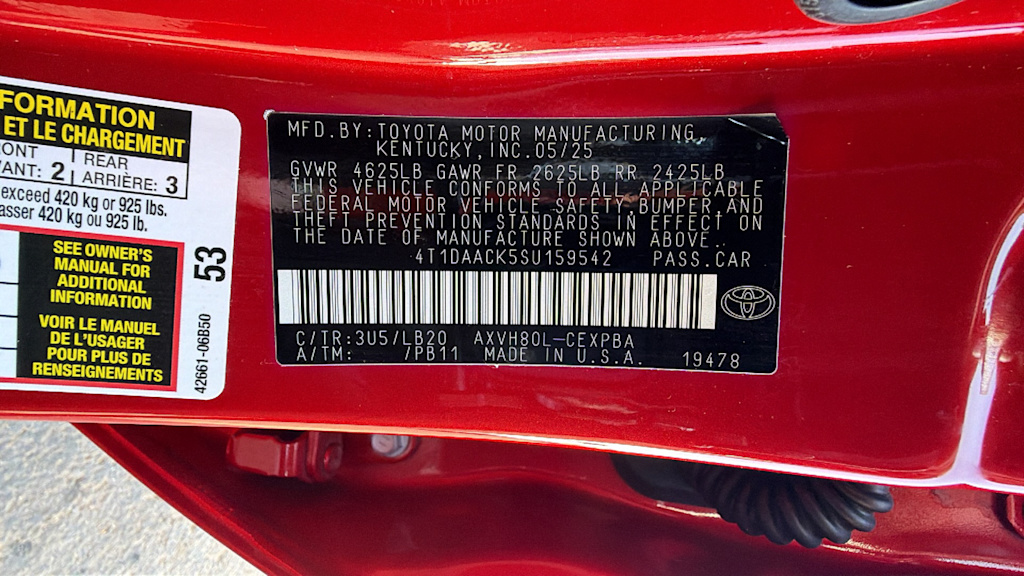 FORMATION
ET LE CHARGEMENT
RONT
VANT: 2
REAR
ARRIÈRE: 3
exceed 420 kg or 925 lbs.
asser 420 kg ou 925 lb.
SEE OWNER'S
MANUAL FOR
ADDITIONAL
INFORMATION
VOIR LE MANUEL
DE L'USAGER
POUR PLUS DE
RENSEIGNEMENTS
53
42661-06B50
MFD.BY:TOYOTA MOTOR MANUFACTURING,
KENTUCKY, INC.05/25
GVWR 4625LB GAWR FR 2625LB RR 2425LB
THIS VEHICLE CONFORMS TO ALL APPLICABLE
FEDERAL MOTOR VEHICLE SAFETY,BUMPER AND
THEFT PREVENTION STANDARDS IN EFFECT ON
THE DATE OF MANUFACTURE SHOWN ABOVE.
4T1DAACK5SU159542 PASS.CAR
C/TR:3U5/LB20 AXVH80L-CEXPBA
A/TM: /PB11 MADE IN U.S.A. 19478